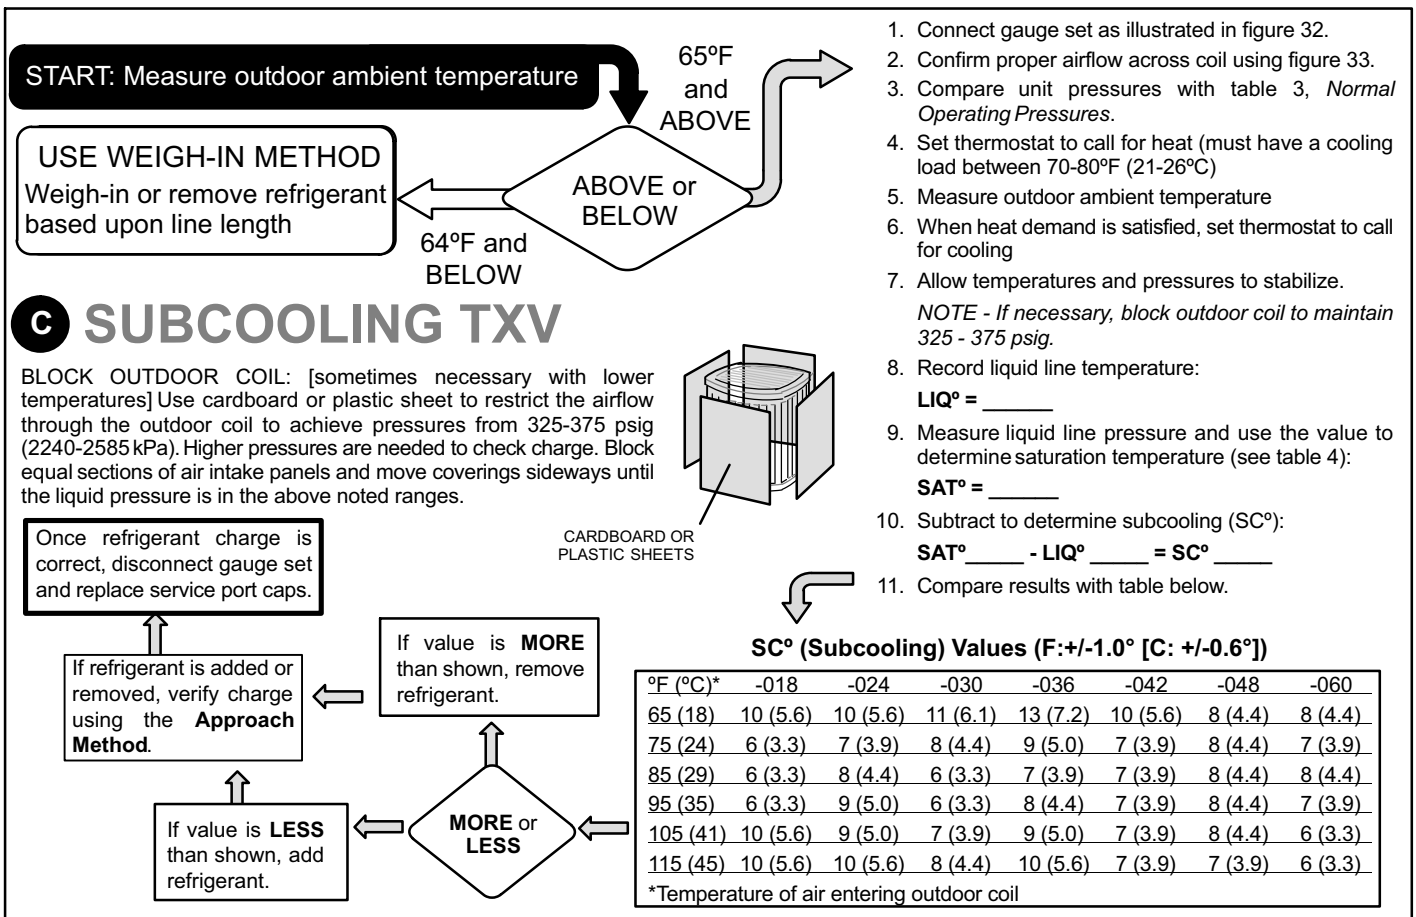 START: Measure outdoor ambient temperature
65ºF
and
ABOVE
ABOVE or
BELOW
64ºF and
BELOW
USE WEIGH-IN METHOD
Weigh-in or remove refrigerant
based upon line length
1. Connect gauge set as illustrated in figure 32.
2. Confirm proper airflow across coil using figure 33.
3. Compare unit pressures with table 3, Normal
Operating Pressures.
4. Set thermostat to call for heat (must have a cooling
load between 70-80ºF (21-26ºC)
5. Measure outdoor ambient temperature
6. When heat demand is satisfied, set thermostat to call
for cooling
7. Allow temperatures and pressures to stabilize.
NOTE - If necessary, block outdoor coil to maintain
325 - 375 psig.
8. Record liquid line temperature:
LIQº = ______
9. Measure liquid line pressure and use the value to
determine saturation temperature (see table 4):
SATº = ______
10. Subtract to determine subcooling (SCº):
SATº_____ - LIQº _____ = SCº _____
11. Compare results with table below.
C SUBCOOLING TXV
BLOCK OUTDOOR COIL: [sometimes necessary with lower
temperatures] Use cardboard or plastic sheet to restrict the airflow
through the outdoor coil to achieve pressures from 325-375 psig
(2240-2585 kPa). Higher pressures are needed to check charge. Block
equal sections of air intake panels and move coverings sideways until
the liquid pressure is in the above noted ranges.
CARDBOARD OR
PLASTIC SHEETS
SCº (Subcooling) Values (F:+/-1.0° [C: +/-0.6°])
ºF (ºC)* -018 -024 -030 -036 -042 -048 -060
65 (18) 10 (5.6) 10 (5.6) 11 (6.1) 13 (7.2) 10 (5.6) 8 (4.4) 8 (4.4)
75 (24) 6 (3.3) 7 (3.9) 8 (4.4) 9 (5.0) 7 (3.9) 8 (4.4) 7 (3.9)
85 (29) 6 (3.3) 8 (4.4) 6 (3.3) 7 (3.9) 7 (3.9) 8 (4.4) 8 (4.4)
95 (35) 6 (3.3) 9 (5.0) 6 (3.3) 8 (4.4) 7 (3.9) 8 (4.4) 7 (3.9)
105 (41) 10 (5.6) 9 (5.0) 7 (3.9) 9 (5.0) 7 (3.9) 8 (4.4) 6 (3.3)
115 (45) 10 (5.6) 10 (5.6) 8 (4.4) 10 (5.6) 7 (3.9) 7 (3.9) 6 (3.3)
*Temperature of air entering outdoor coil
MORE or
LESS
If value is MORE
than shown, remove
refrigerant.
If value is LESS
than shown, add
refrigerant.
If refrigerant is added or
removed, verify charge
using the Approach
Method.
Once refrigerant charge is
correct, disconnect gauge set
and replace service port caps.